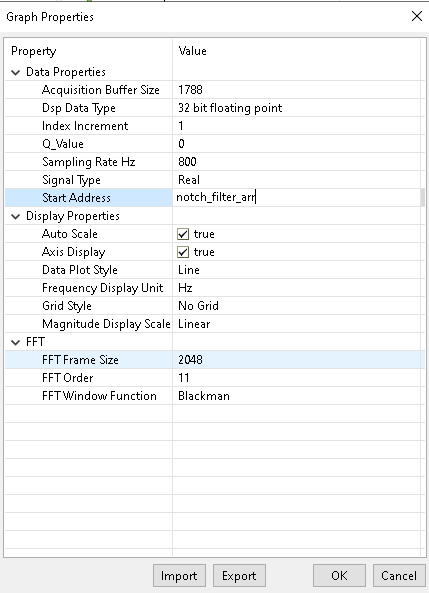 Graph Properties
Property Value
Data Properties
Acquisition Buffer Size 1788
Dsp Data Type 32 bit floating point
Index Increment 1
Q_Value 0
Sampling Rate Hz 800
Signal Type Real
Start Address notch_filter_arr
Display Properties
Auto Scale true
Axis Display true
Data Plot Style Line
Frequency Display Unit Hz
Grid Style No Grid
Magnitude Display Scale Linear
FFT
FFT Frame Size 2048
FFT Order 11
FFT Window Function Blackman
Import Export OK Cancel